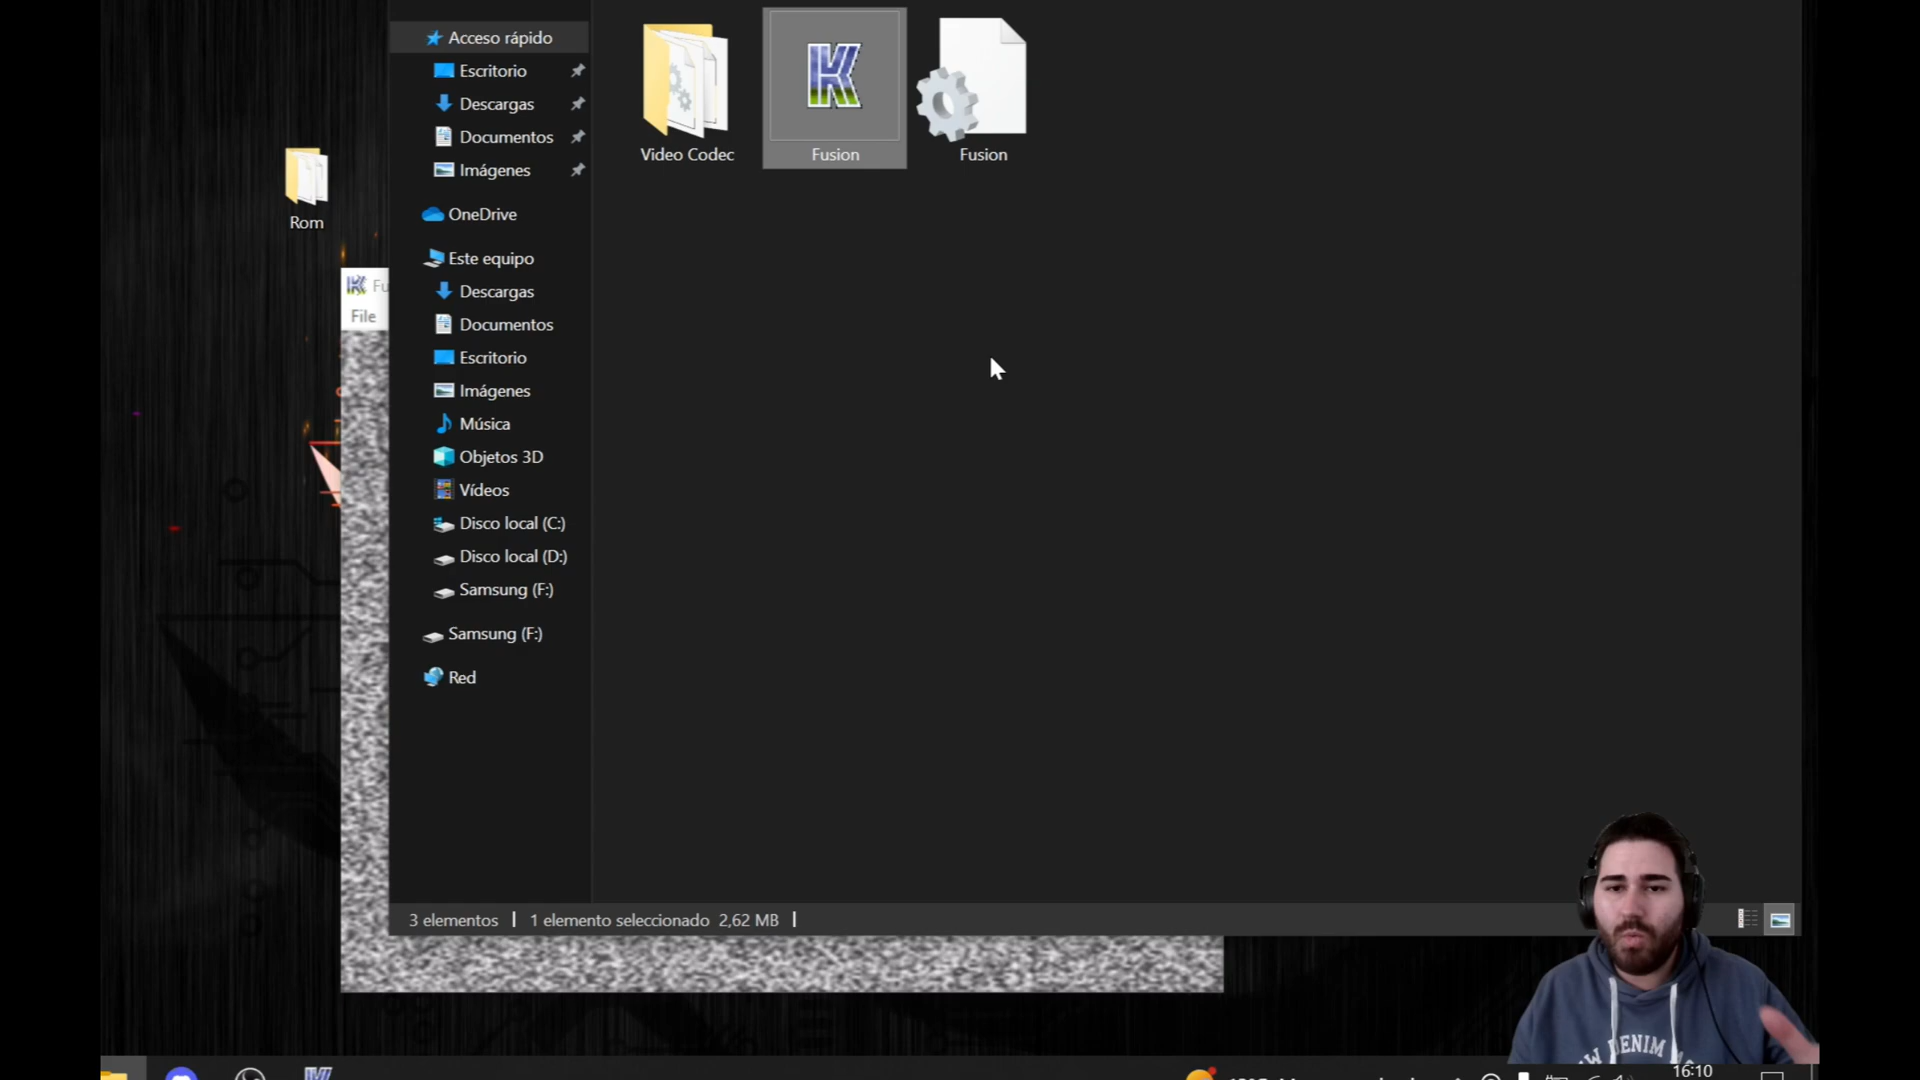 Acceso rápido
Escritorio
Descargas
Documentos
Imágenes
OneDrive
Este equipo
Descargas
Documentos
Escritorio
Imágenes
Música
Objetos 3D
Vídeos
Disco local (C:)
Disco local (D:)
Samsung (F:)
Samsung (F:)
Red
Video Codec
Fusion
Fusion
Rom
Fu
File
3 elementos
1 elemento seleccionado 2,62 MB
DENIM
16:10